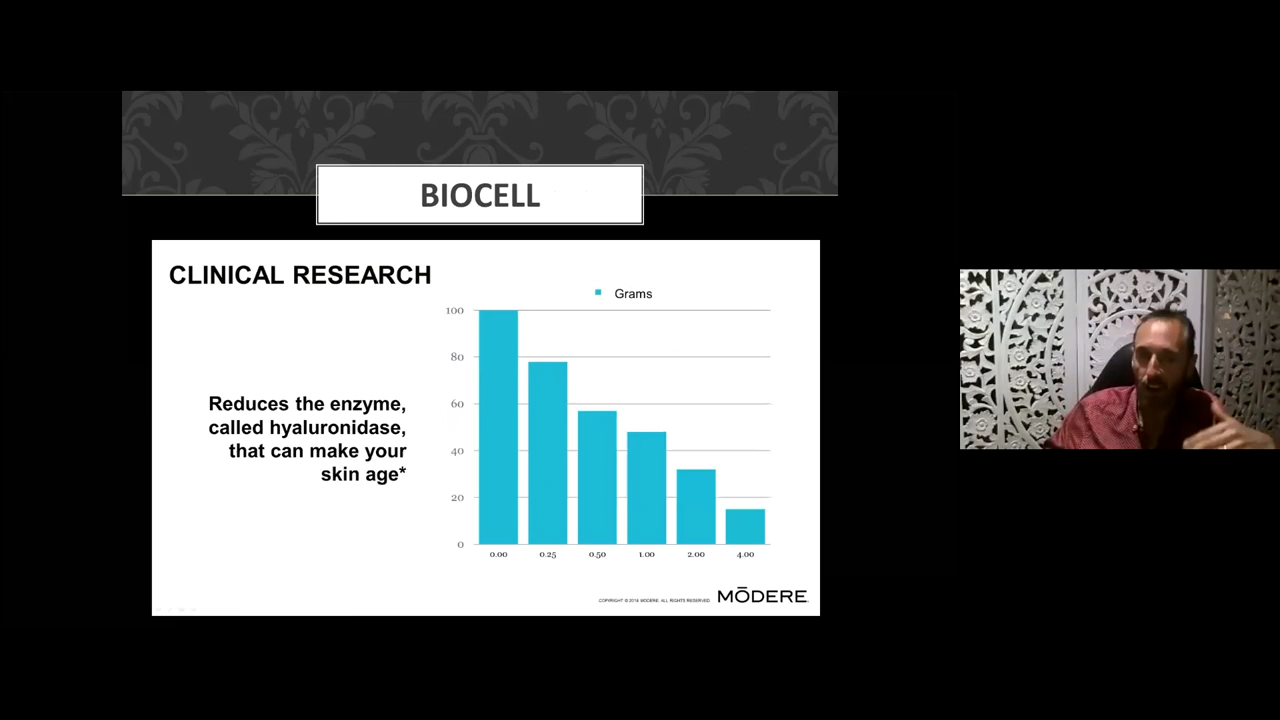 BIOCELL
CLINICAL RESEARCH
Reduces the enzyme,
called hyaluronidase,
that can make your
skin age*
Grams
100
80
60
40
20
0
0.00 0.25 0.50 1.00 2.00 4.00
COPYRIGHT © 2016 MODERE. ALL RIGHTS RESERVED.
MŌDERE